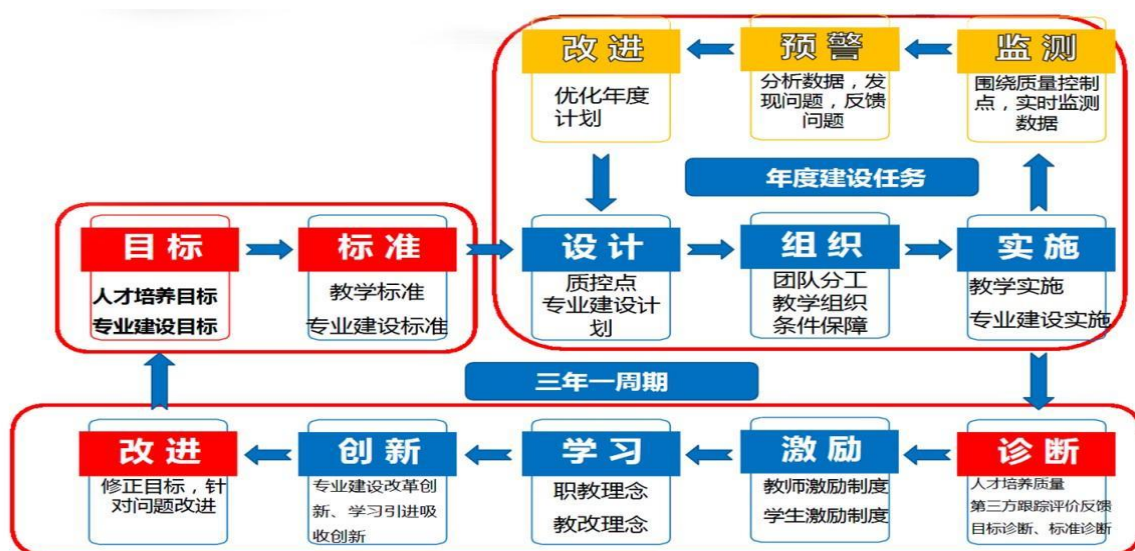 改进
优化年度
计划
预警
分析数据，发
现问题，反馈
问题
监测
围绕质量控制
点，实时监测
数据
年度建设任务
目标
人才培养目标
专业建设目标
标准
教学标准
专业建设标准
设计
质控点
专业建设计
划
组织
团队分工
教学组织
条件保障
实施
教学实施
专业建设实施
三年一周期
改进
修正目标，针
对问题改进
创新
专业建设改革创
新、学习引进吸
收创新
学习
职教理念
教改理念
激励
教师激励制度
学生激励制度
诊断
人才培养质量
第三方跟踪评价反馈
目标诊断、标准诊断